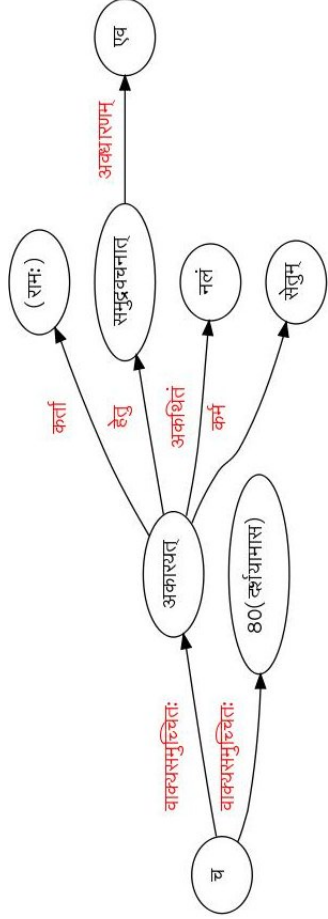 च
वाक्यसमुच्चितः
वाक्यसमुच्चितः
अकारयत्
80(दर्शयामास)
कर्ता
हेतु
अकथितं
कर्म
(रामः)
समुद्रवचनात्
नलं
सेतुम्
अवधारणम्
एव